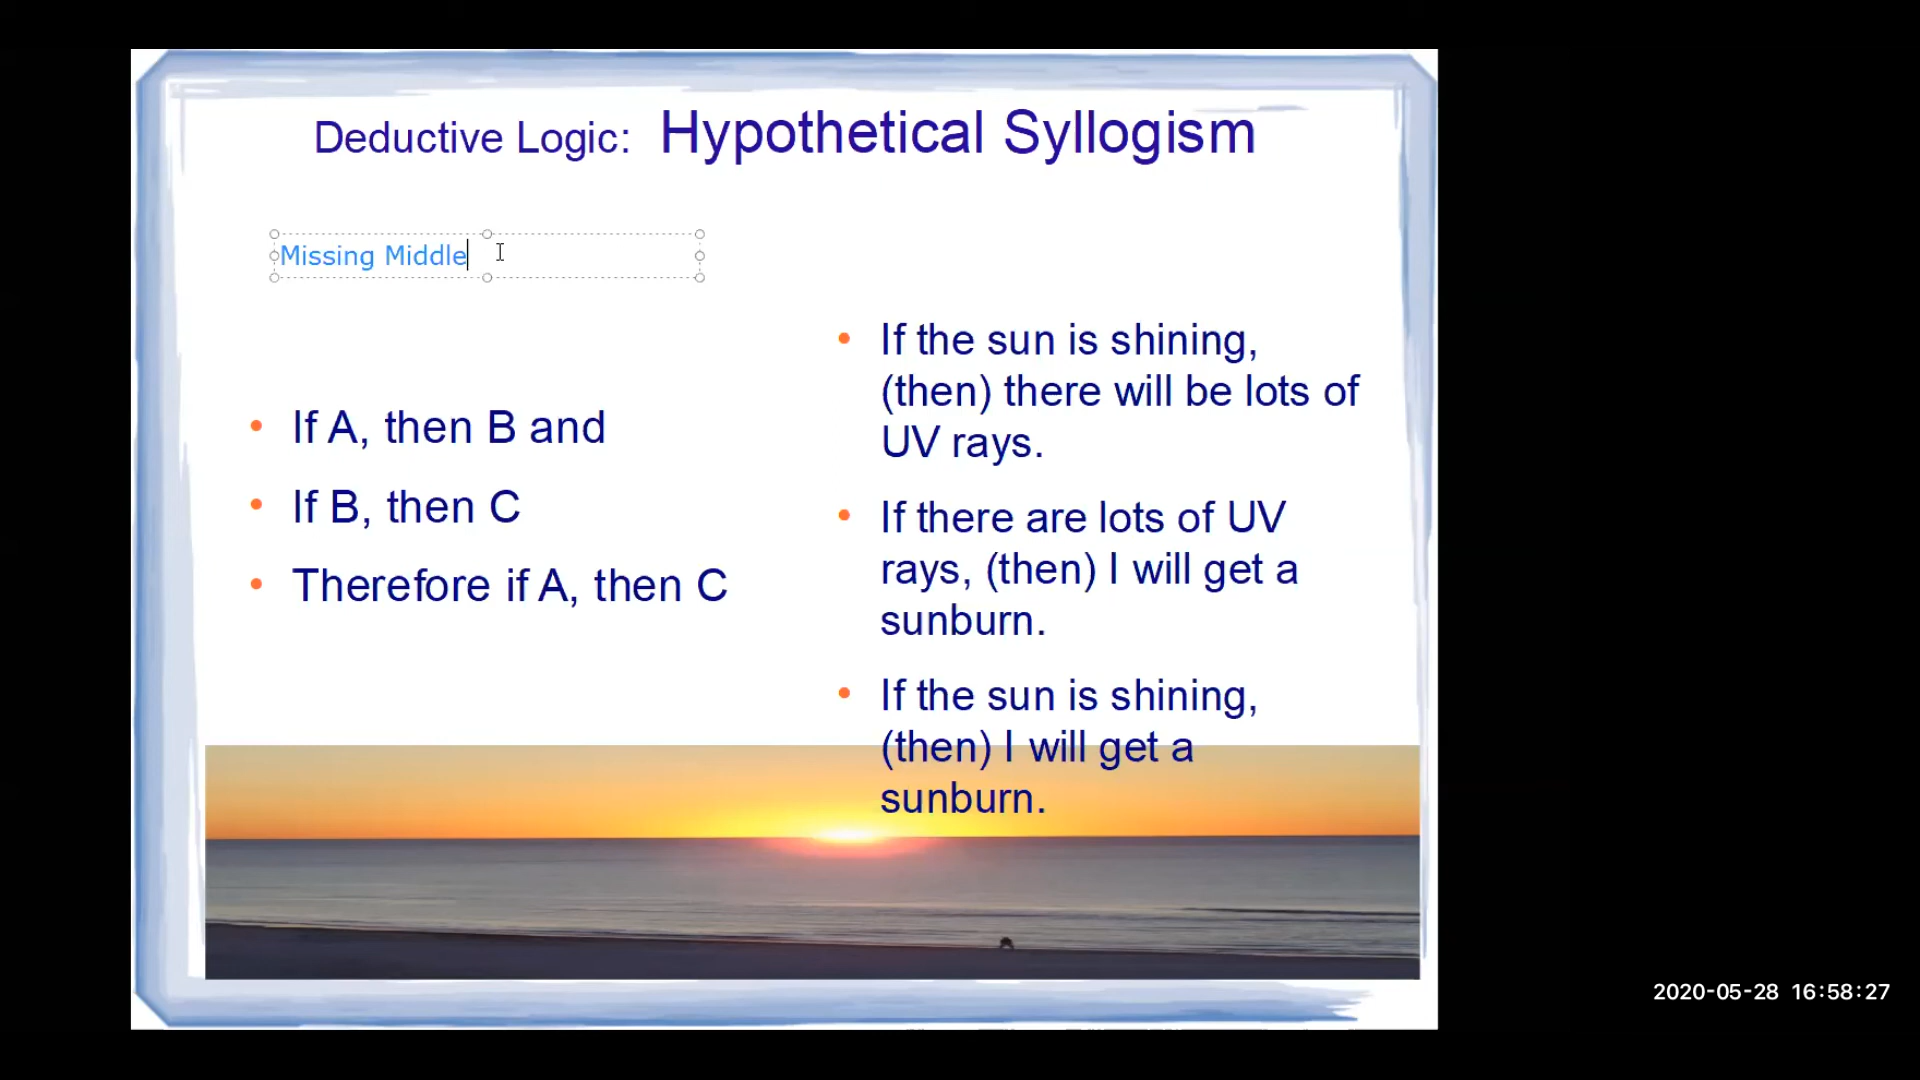 Deductive Logic: Hypothetical Syllogism
Missing Middle
• If A, then B and
• If B, then C
• Therefore if A, then C
• If the sun is shining,
(then) there will be lots of
UV rays.
• If there are lots of UV
rays, (then) I will get a
sunburn.
• If the sun is shining,
(then) I will get a
sunburn.
2020-05-28 16:58:27